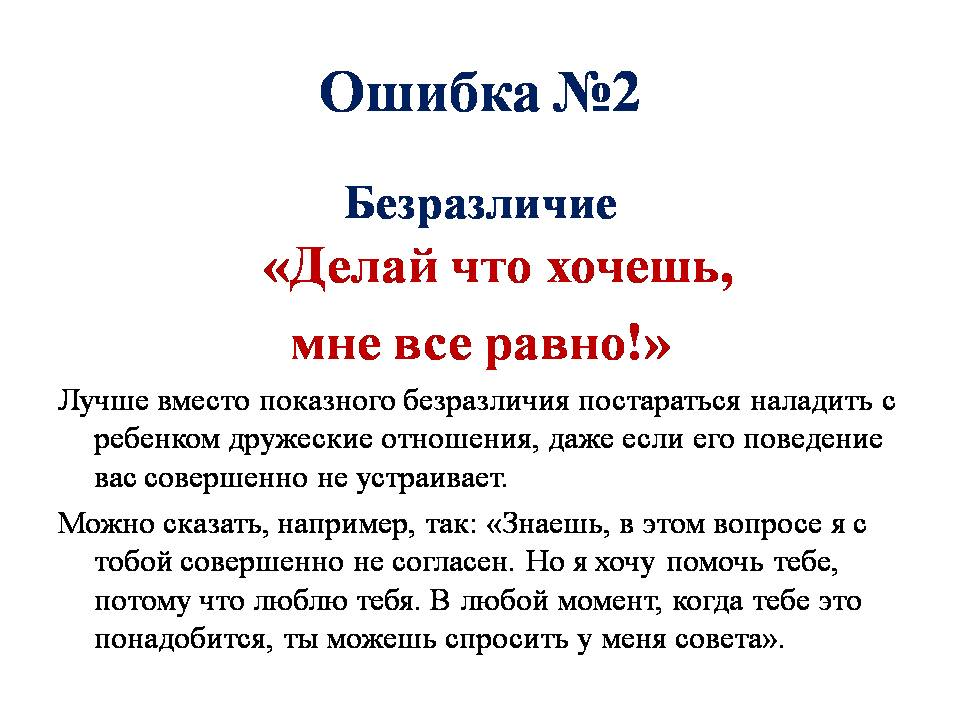 Ошибка №2
Безразличие
«Делай что хочешь,
мне все равно!»
Лучше вместо показного безразличия постараться наладить с
ребенком дружеские отношения, даже если его поведение
вас совершенно не устраивает.
Можно сказать, например, так: «Знаешь, в этом вопросе я с
тобой совершенно не согласен. Но я хочу помочь тебе,
потому что люблю тебя. В любой момент, когда тебе это
понадобится, ты можешь спросить у меня совета».